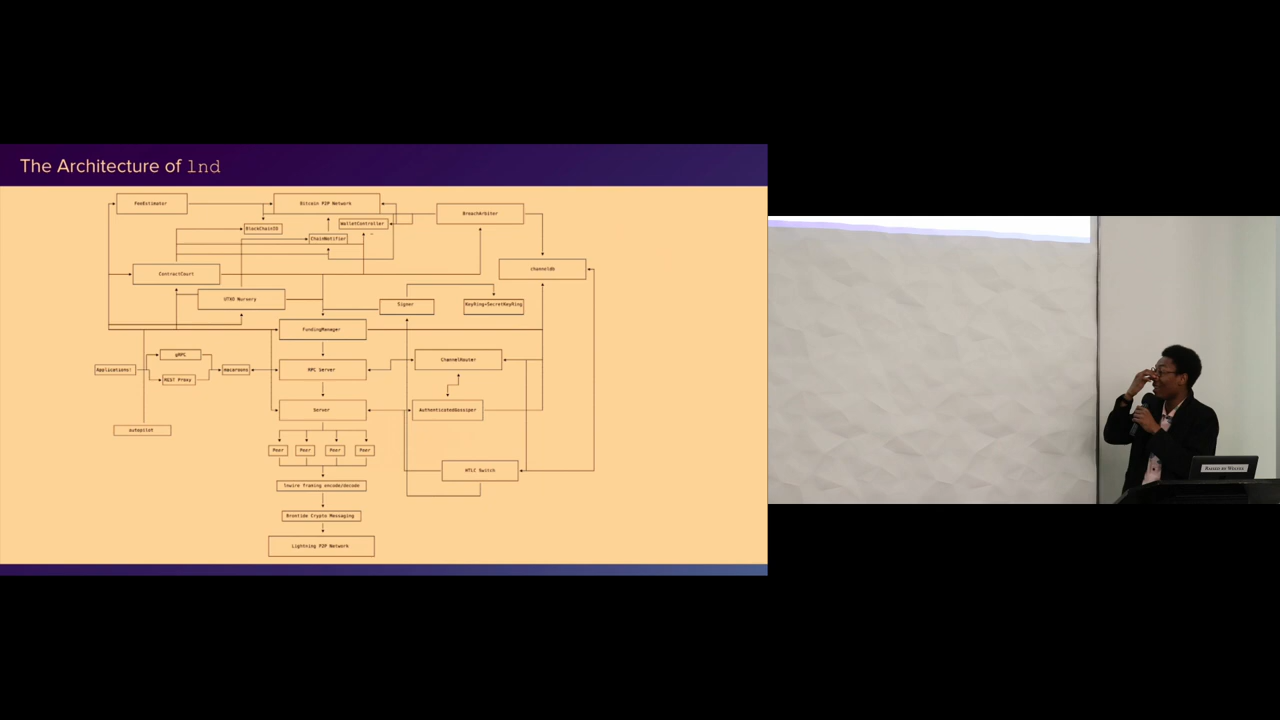 The Architecture of lnd
FeeEstimator
Bitcoin P2P Network
BreachArbiter
WalletController
BlockChainIO
ChainNotifier
ContractCourt
channeldb
UTXO Nursery
Signer
KeyRing+SecretKeyRing
FundingManager
gRPC
ChannelRouter
Applications!
macaroons
RPC Server
REST Proxy
Server
AuthenticatedGossiper
autopilot
Peer
Peer
Peer
Peer
HTLC Switch
lnwire framing encode/decode
Brontide Crypto Messaging
Lightning P2P Network